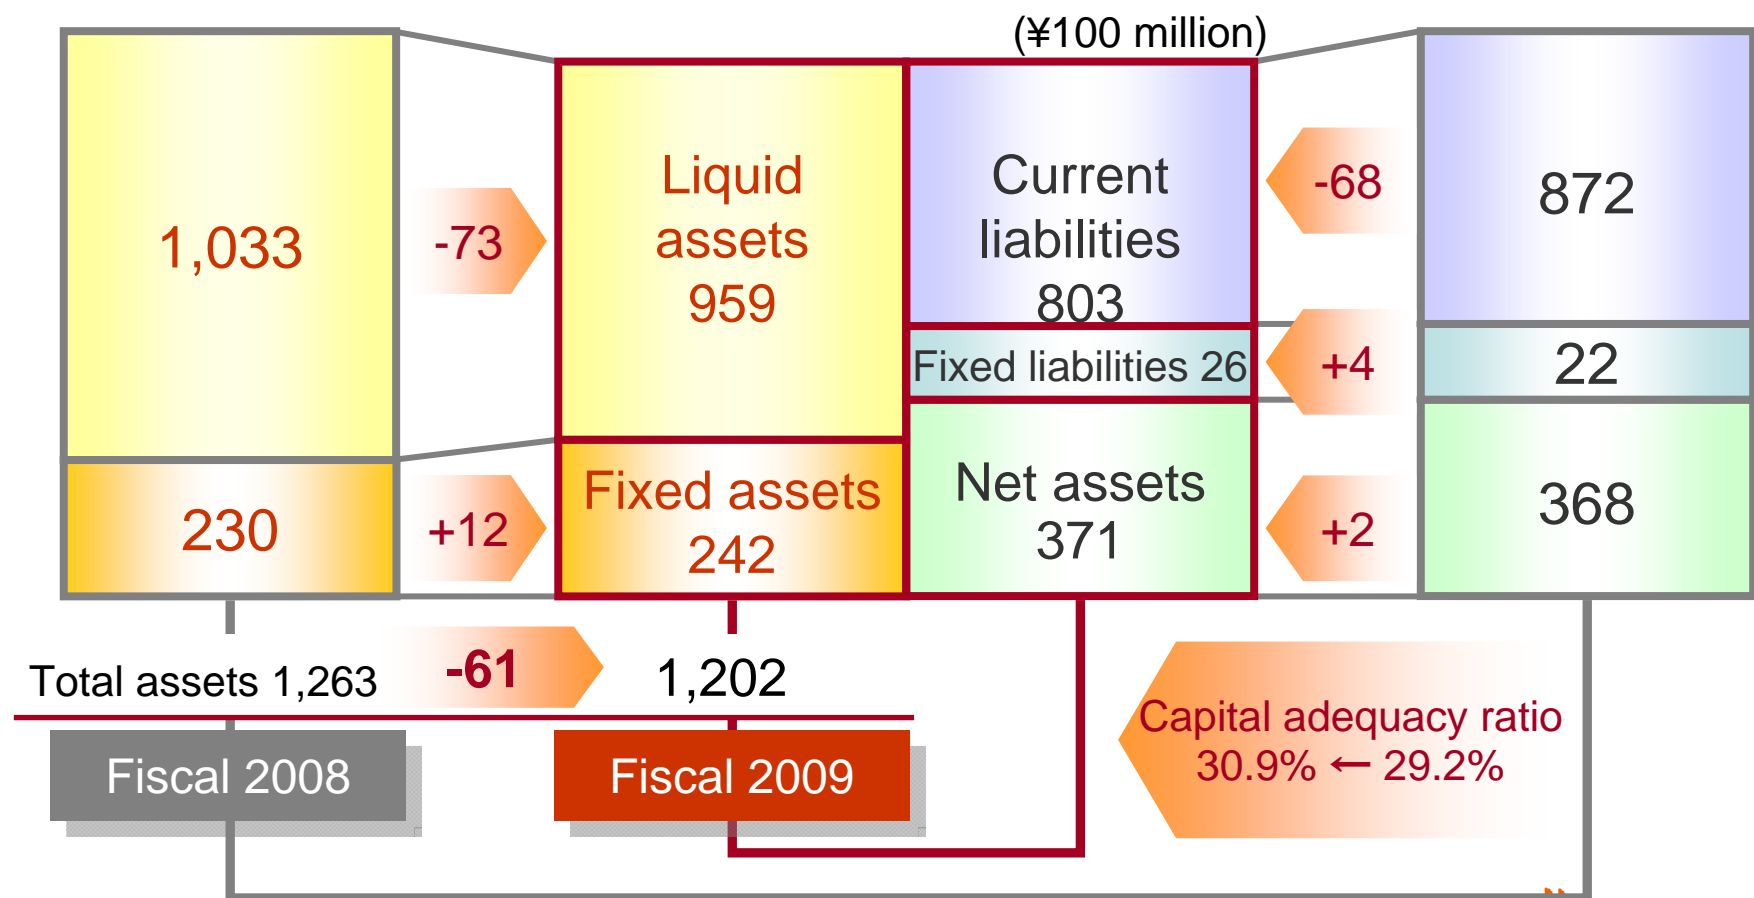 (¥100 million)
1,033
-73
Liquid
assets
959
Current
liabilities
803
-68
872
Fixed liabilities 26
+4
22
230
+12
Fixed assets
242
Net assets
371
+2
368
Total assets 1,263
-61
1,202
Capital adequacy ratio
30.9% ← 29.2%
Fiscal 2008
Fiscal 2009